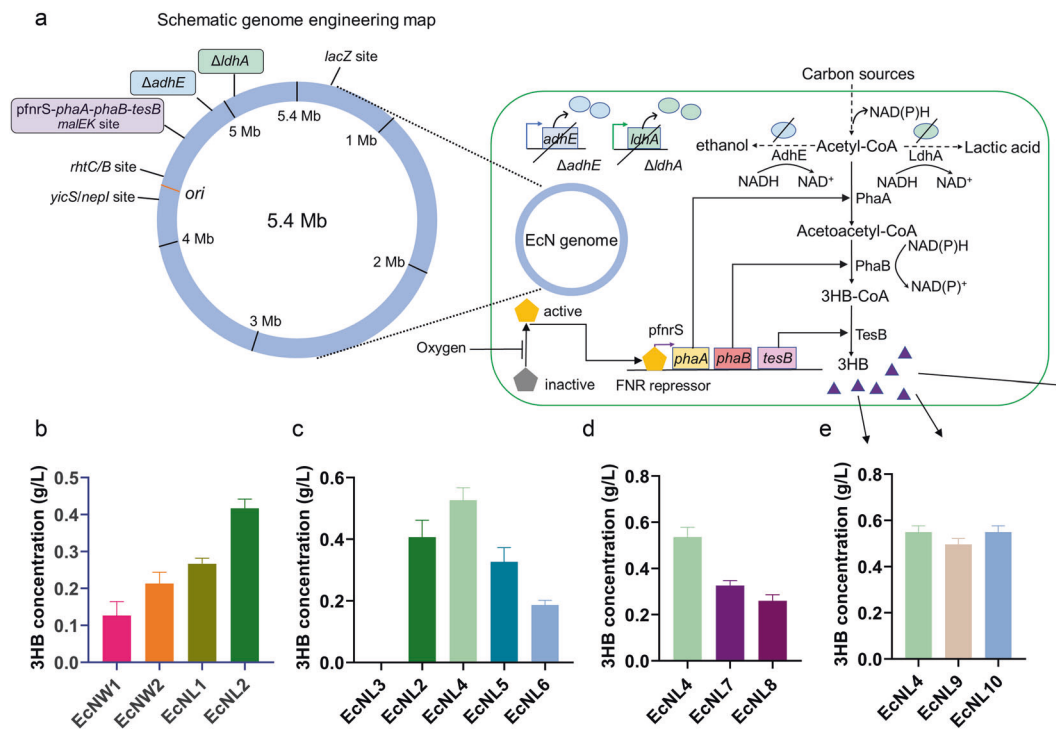 a
Schematic genome engineering map
ΔldhA
lacZ site
ΔadhE
pfnrS-phaA-phaB-tesB
malEK site
5 Mb
5.4 Mb
1 Mb
rhtC/B site
ori
yicS/nepI site
5.4 Mb
4 Mb
2 Mb
3 Mb
EcN genome
adhE
ΔadhE
ldhA
ΔldhA
Carbon sources
NAD(P)H
ethanol
AdhE
Acetyl-CoA
LdhA
Lactic acid
NADH
NAD+
NADH
NAD+
PhaA
Acetoacetyl-CoA
PhaB
NAD(P)H
NAD(P)+
3HB-CoA
TesB
3HB
active
Oxygen
inactive
pfnrS
phaA
phaB
tesB
FNR repressor
b
3HB concentration (g/L)
0.5
0.4
0.3
0.2
0.1
0.0
EcNW1
EcNW2
EcNL1
EcNL2
c
3HB concentration (g/L)
0.6
0.4
0.2
0.0
EcNL3
EcNL2
EcNL4
EcNL5
EcNL6
d
3HB concentration (g/L)
0.8
0.6
0.4
0.2
0.0
EcNL4
EcNL7
EcNL8
e
3HB concentration (g/L)
0.8
0.6
0.4
0.2
0.0
EcNL4
EcNL9
EcNL10